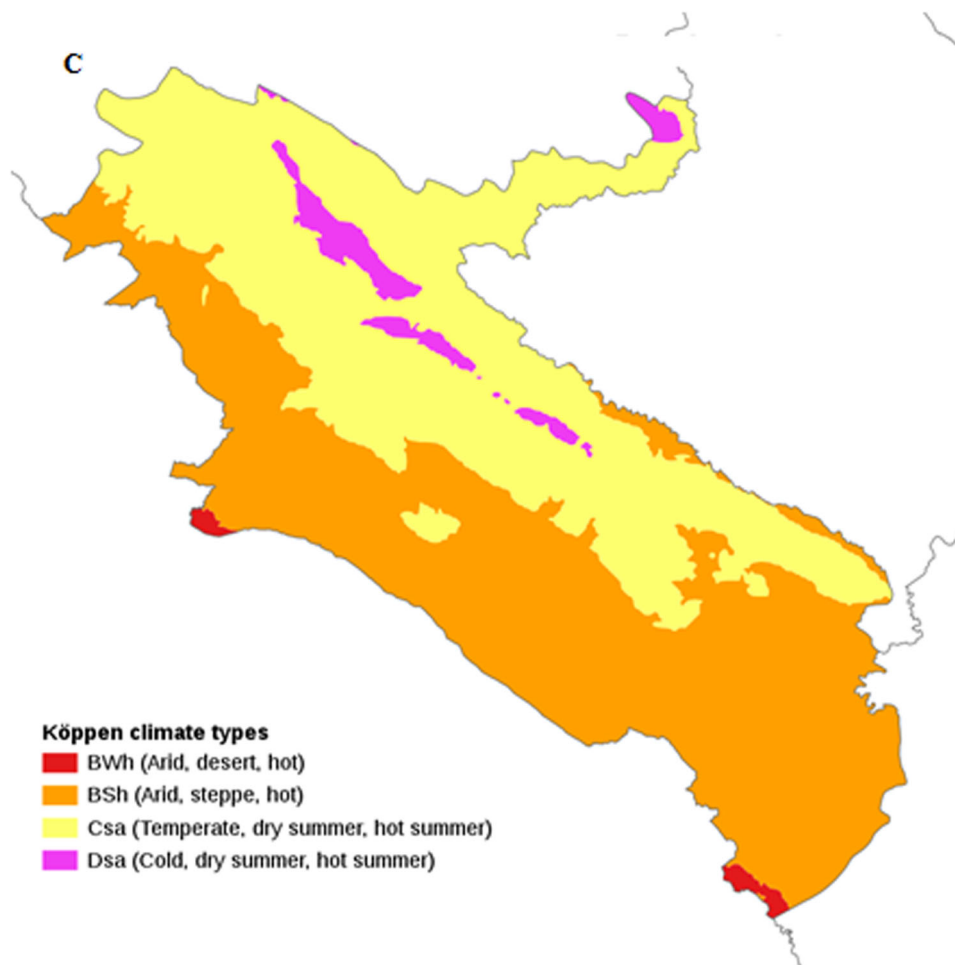 C
Köppen climate types
BWh (Arid, desert, hot)
BSh (Arid, steppe, hot)
Csa (Temperate, dry summer, hot summer)
Dsa (Cold, dry summer, hot summer)